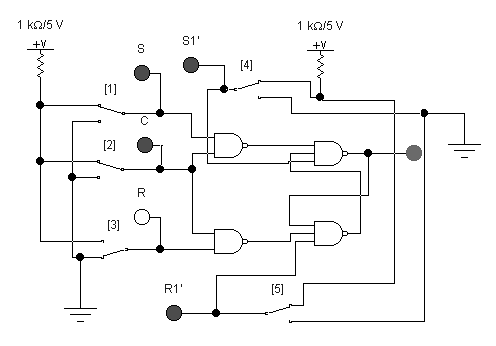 1 kΩ/5 V
+V
1 kΩ/5 V
+V
S
S1'
[4]
[1]
C
[2]
R
[3]
R1'
[5]